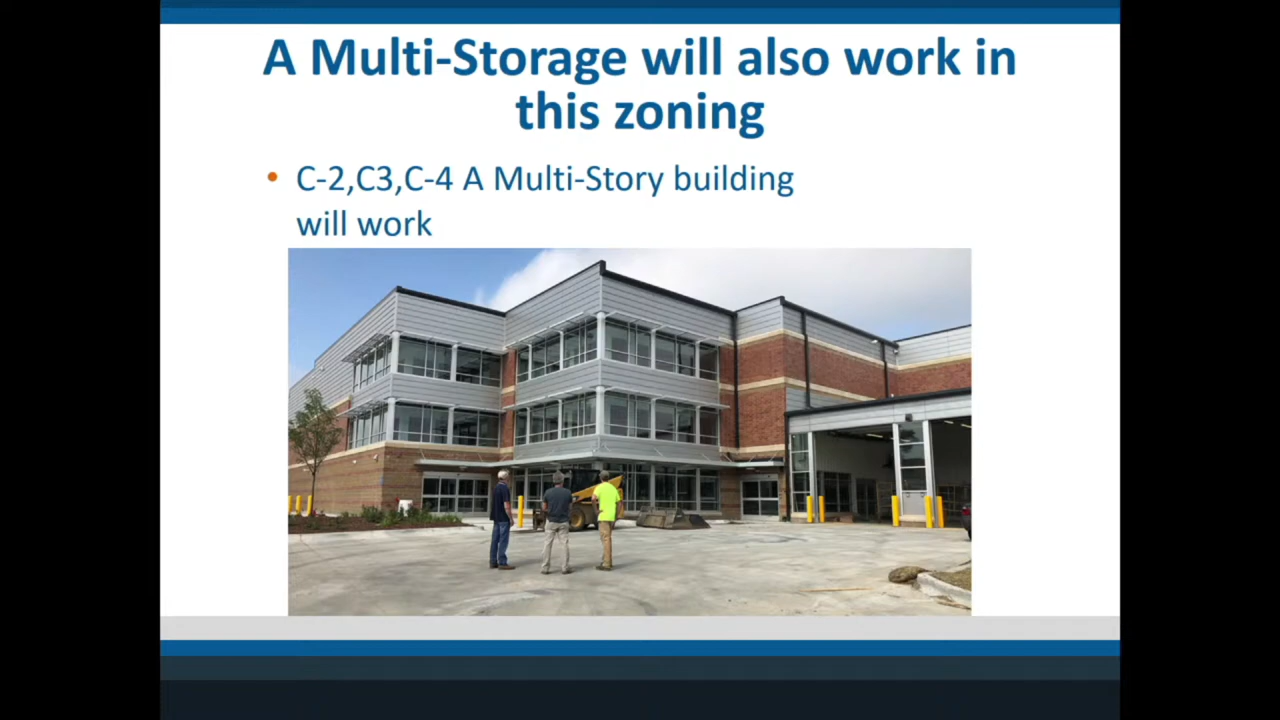 A Multi-Storage will also work in
this zoning
• C-2,C3,C-4 A Multi-Story building
will work